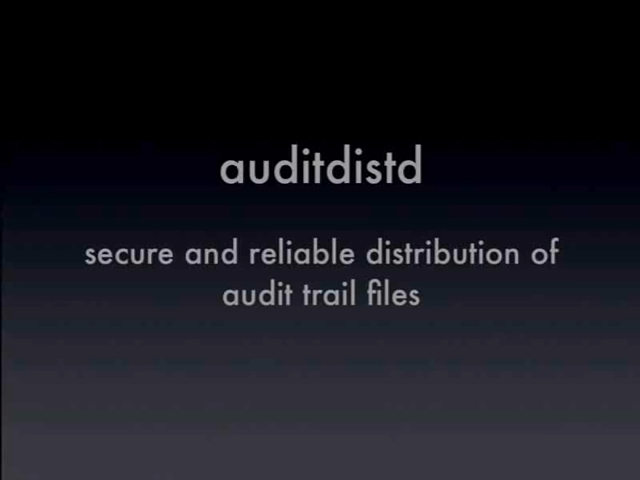 auditdistd
secure and reliable distribution of
audit trail files